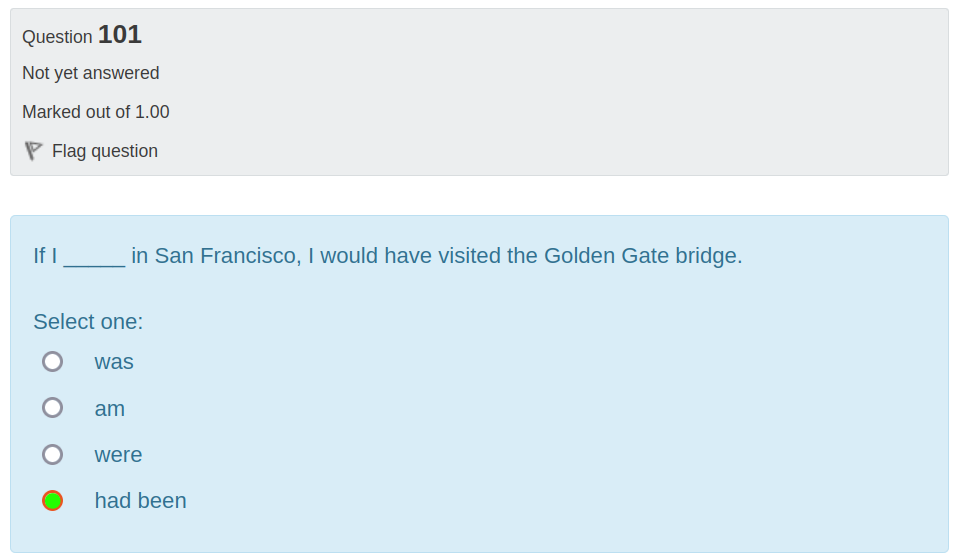 Question 101
Not yet answered
Marked out of 1.00
Flag question
If I _____ in San Francisco, I would have visited the Golden Gate bridge.
Select one:
was
am
were
had been